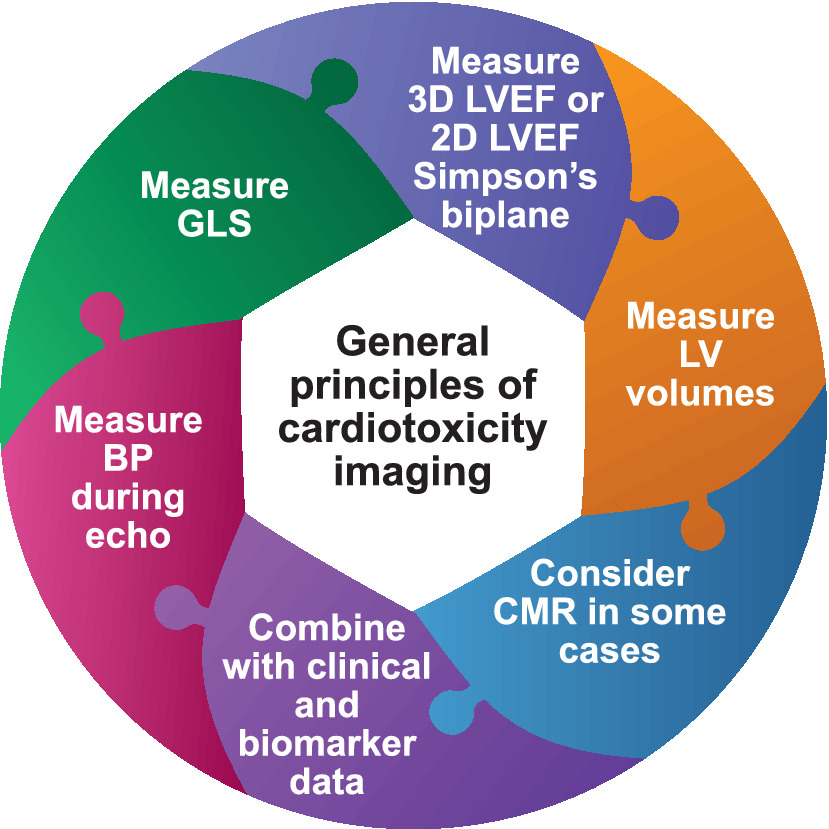 General
principles of
cardiotoxicity
imaging
Measure
3D LVEF or
2D LVEF
Simpson’s
biplane
Measure
LV
volumes
Consider
CMR in some
cases
Combine
with clinical
and
biomarker
data
Measure
BP
during
echo
Measure
GLS